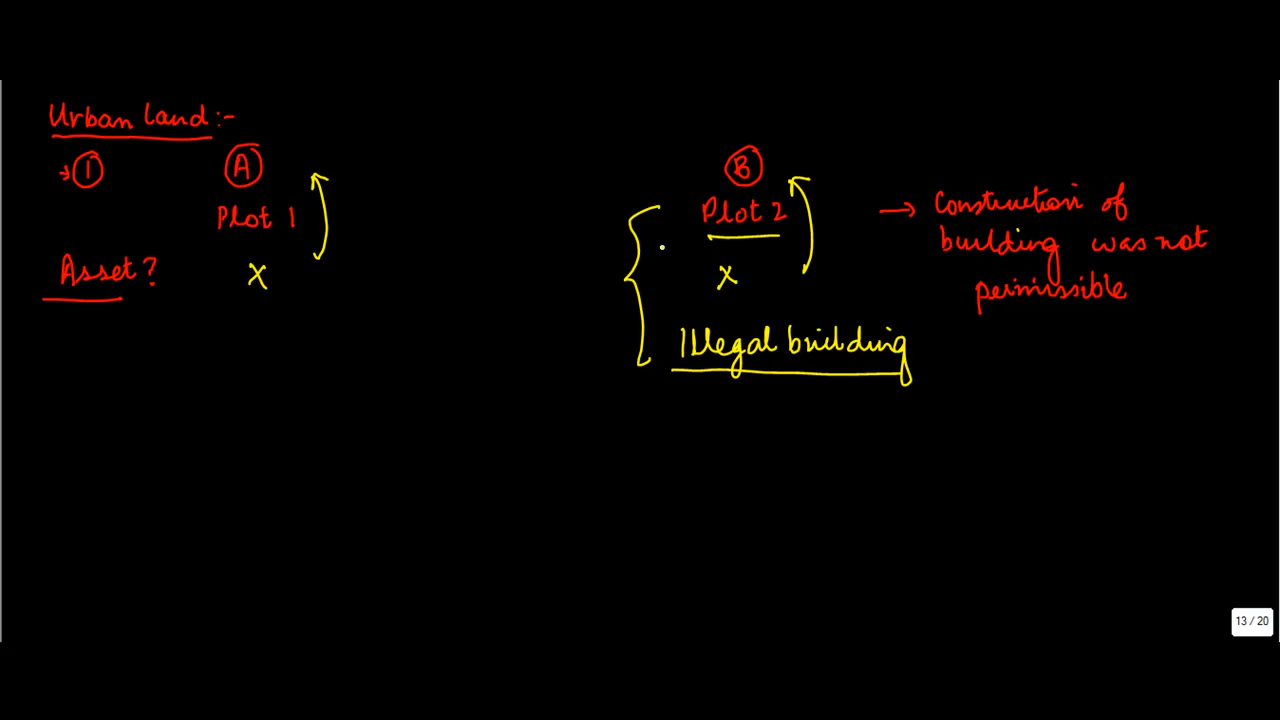 Urban land :-
→ 1 A B
Plot 1 Plot 2 → Construction of
building was not
Asset? x x permissible
Illegal building
13 / 20